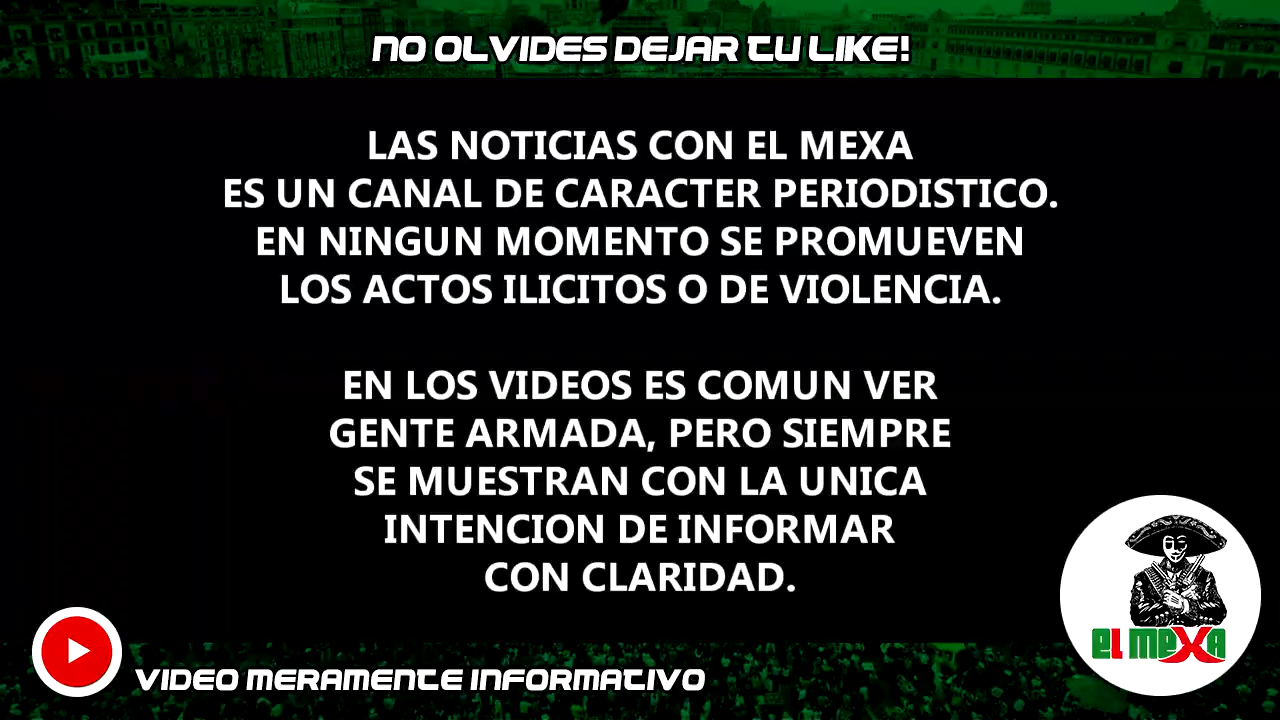 NO OLVIDES DEJAR TU LIKE!
LAS NOTICIAS CON EL MEXA
ES UN CANAL DE CARACTER PERIODISTICO.
EN NINGUN MOMENTO SE PROMUEVEN
LOS ACTOS ILICITOS O DE VIOLENCIA.
EN LOS VIDEOS ES COMUN VER
GENTE ARMADA, PERO SIEMPRE
SE MUESTRAN CON LA UNICA
INTENCION DE INFORMAR
CON CLARIDAD.
EL MEXA
VIDEO MERAMENTE INFORMATIVO